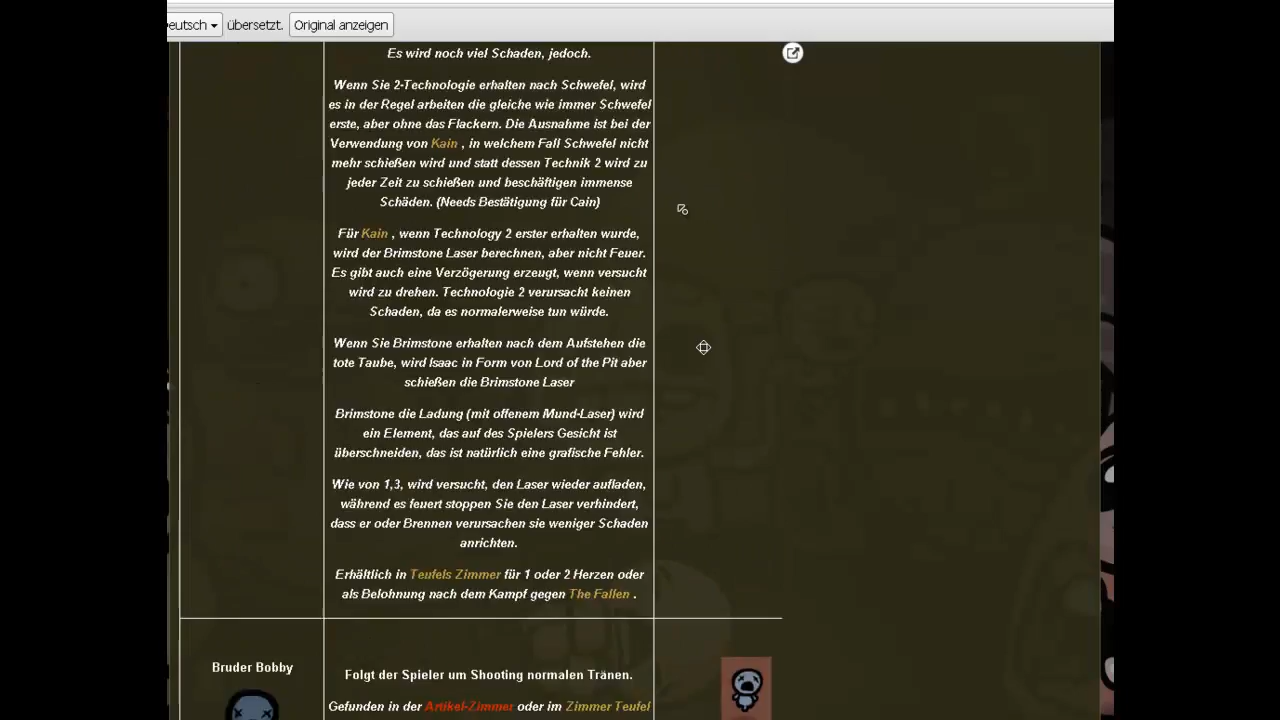 eutsch übersetzt. Original anzeigen
Es wird noch viel Schaden, jedoch.
Wenn Sie 2-Technologie erhalten nach Schwefel, wird
es in der Regel arbeiten die gleiche wie immer Schwefel
erste, aber ohne das Flackern. Die Ausnahme ist bei der
Verwendung von Kain , in welchem Fall Schwefel nicht
mehr schießen wird und statt dessen Technik 2 wird zu
jeder Zeit zu schießen und beschäftigen immense
Schäden. (Needs Bestätigung für Cain)
Für Kain , wenn Technology 2 erster erhalten wurde,
wird der Brimstone Laser berechnen, aber nicht Feuer.
Es gibt auch eine Verzögerung erzeugt, wenn versucht
wird zu drehen. Technologie 2 verursacht keinen
Schaden, da es normalerweise tun würde.
Wenn Sie Brimstone erhalten nach dem Aufstehen die
tote Taube, wird Isaac in Form von Lord of the Pit aber
schießen die Brimstone Laser
Brimstone die Ladung (mit offenem Mund-Laser) wird
ein Element, das auf des Spielers Gesicht ist
überschneiden, das ist natürlich eine grafische Fehler.
Wie von 1,3, wird versucht, den Laser wieder aufladen,
während es feuert stoppen Sie den Laser verhindert,
dass er oder Brennen verursachen sie weniger Schaden
anrichten.
Erhältlich in Teufels Zimmer für 1 oder 2 Herzen oder
als Belohnung nach dem Kampf gegen The Fallen .
Bruder Bobby
Folgt der Spieler um Shooting normalen Tränen.
Gefunden in der Artikel-Zimmer oder im Zimmer Teufel